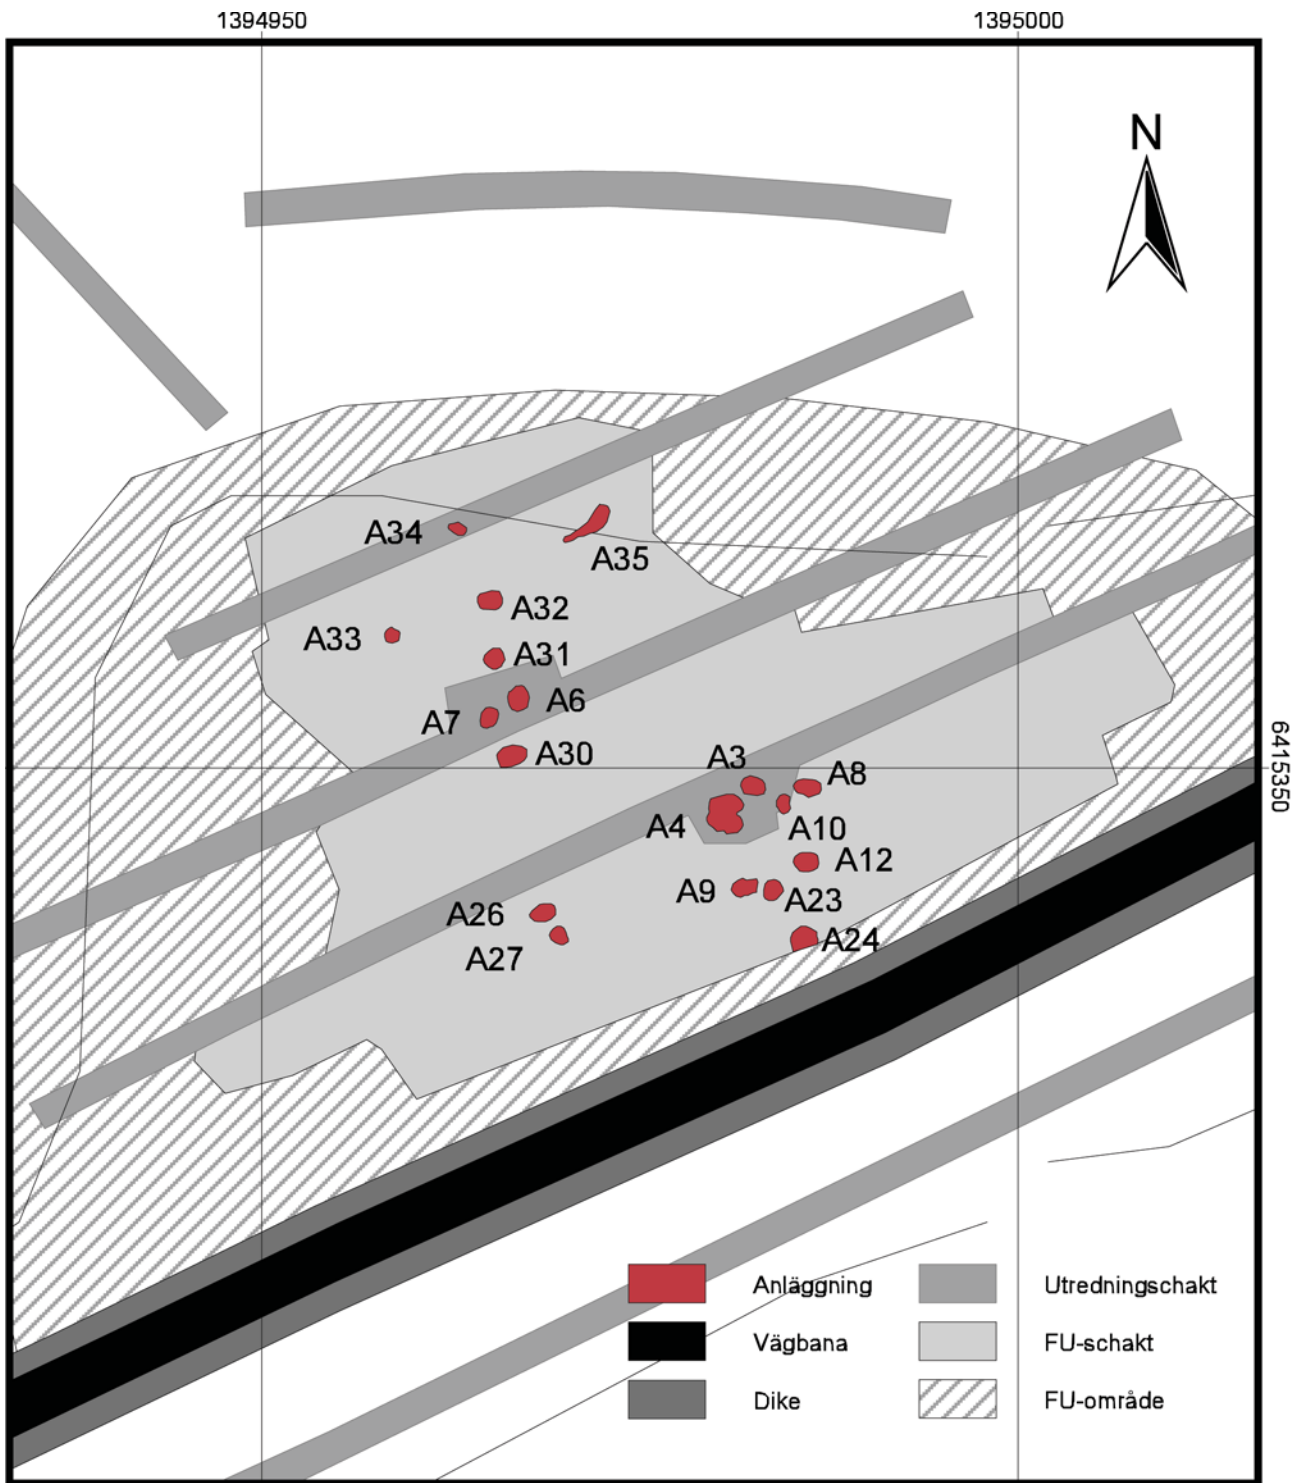 1394950
1395000
N
A34
A35
A32
A33
A31
A6
A7
A30
6415350
A3
A8
A4
A10
A12
A9
A23
A26
A24
A27
Anläggning
Utredningschakt
Vägbana
FU-schakt
Dike
FU-område